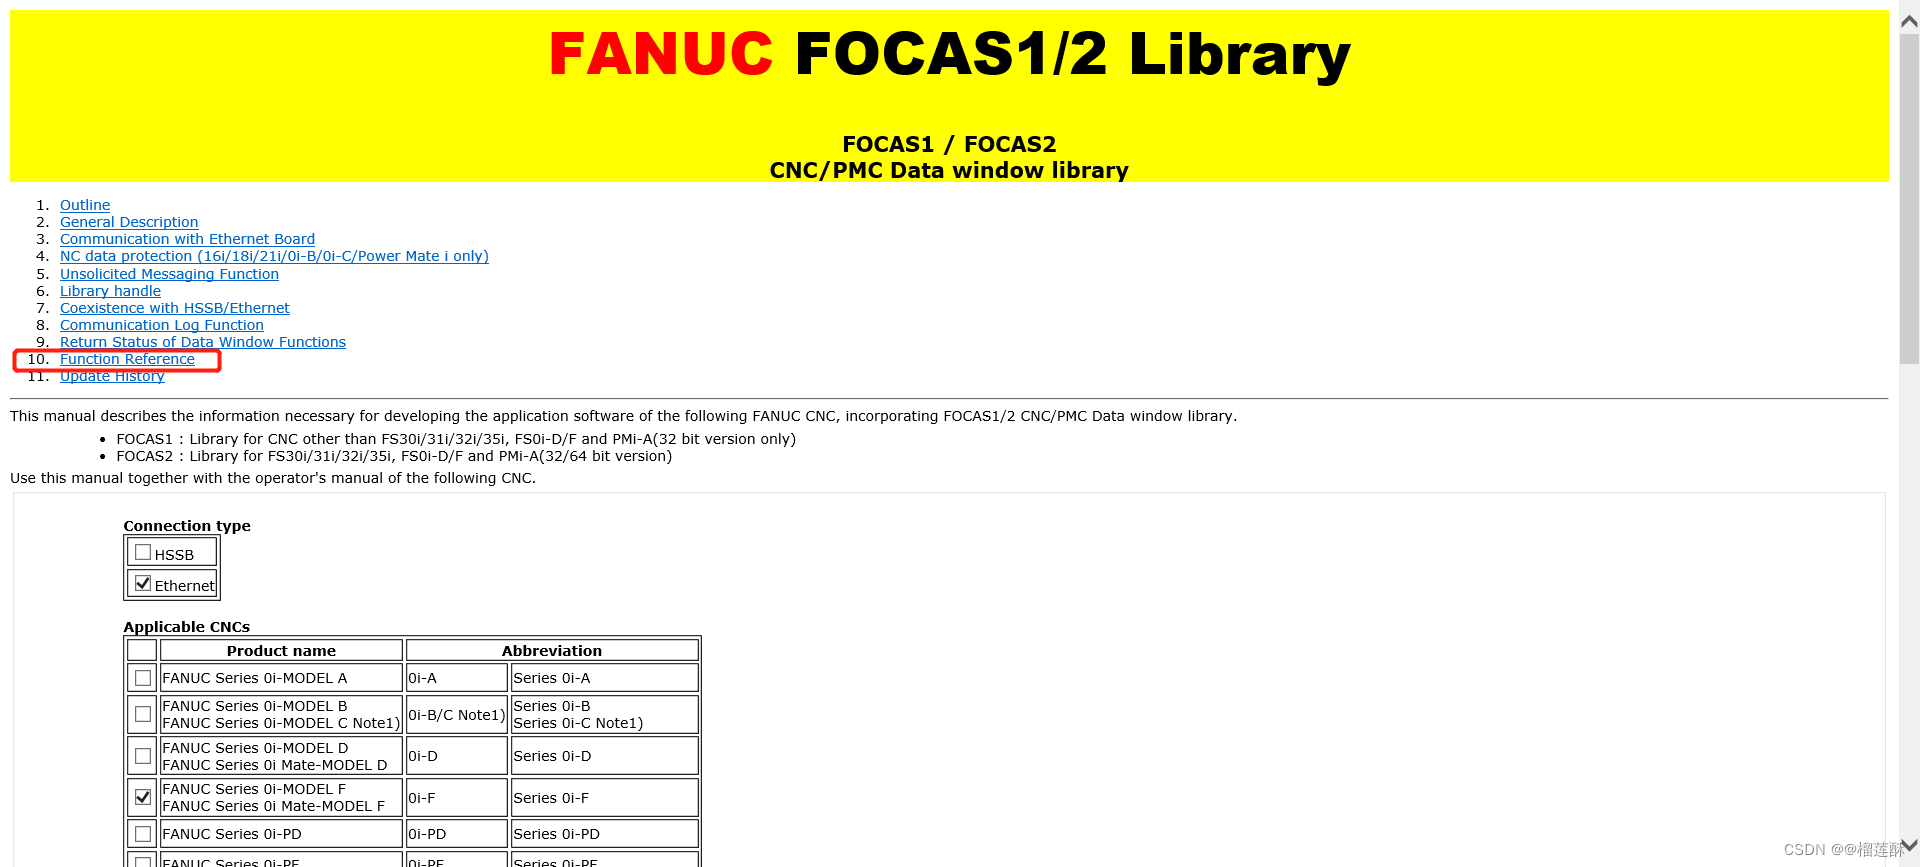 FANUC FOCAS1/2 Library
FOCAS1 / FOCAS2
CNC/PMC Data window library
1. Outline
2. General Description
3. Communication with Ethernet Board
4. NC data protection (16i/18i/21i/0i-B/0i-C/Power Mate i only)
5. Unsolicited Messaging Function
6. Library handle
7. Coexistence with HSSB/Ethernet
8. Communication Log Function
9. Return Status of Data Window Functions
10. Function Reference
11. Update History
This manual describes the information necessary for developing the application software of the following FANUC CNC, incorporating FOCAS1/2 CNC/PMC Data window library.
• FOCAS1 : Library for CNC other than FS30i/31i/32i/35i, FS0i-D/F and PMi-A(32 bit version only)
• FOCAS2 : Library for FS30i/31i/32i/35i, FS0i-D/F and PMi-A(32/64 bit version)
Use this manual together with the operator's manual of the following CNC.
Connection type
HSSB
Ethernet
Applicable CNCs
Product name Abbreviation
FANUC Series 0i-MODEL A 0i-A Series 0i-A
FANUC Series 0i-MODEL B
FANUC Series 0i-MODEL C Note1) 0i-B/C Note1) Series 0i-B
Series 0i-C Note1)
FANUC Series 0i-MODEL D
FANUC Series 0i Mate-MODEL D 0i-D Series 0i-D
FANUC Series 0i-MODEL F
FANUC Series 0i Mate-MODEL F 0i-F Series 0i-F
FANUC Series 0i-PD 0i-PD Series 0i-PD
FANUC Series 0i-PF 0i-PF Series 0i-PF
CSDN @@榴莲酥